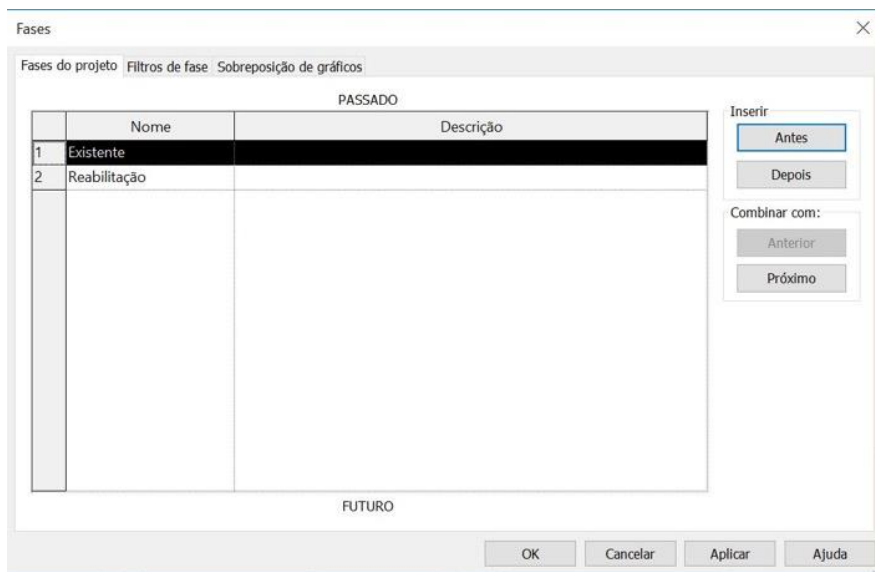 Fases
Fases do projeto Filtros de fase Sobreposição de gráficos
PASSADO
Nome Descrição
1 Existente
2 Reabilitação
FUTURO
Inserir
Antes
Depois
Combinar com:
Anterior
Próximo
OK Cancelar Aplicar Ajuda